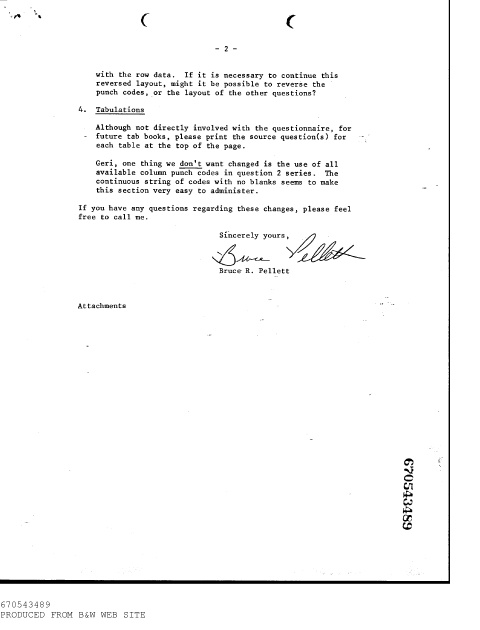 - 2 -
with the row data. If it is necessary to continue this
reversed layout, might it be possible to reverse the
punch codes, or the layout of the other questions?
4. Tabulations
Although not directly involved with the questionnaire, for
future tab books, please print the source question(s) for
each table at the top of the page.
Geri, one thing we don't want changed is the use of all
available column punch codes in question 2 series. The
continuous string of codes with no blanks seems to make
this section very easy to administer.
If you have any questions regarding these changes, please feel
free to call me.
Sincerely yours,
Bruce Pellett
Bruce R. Pellett
Attachments
670543489
670543489
PRODUCED FROM B&W WEB SITE